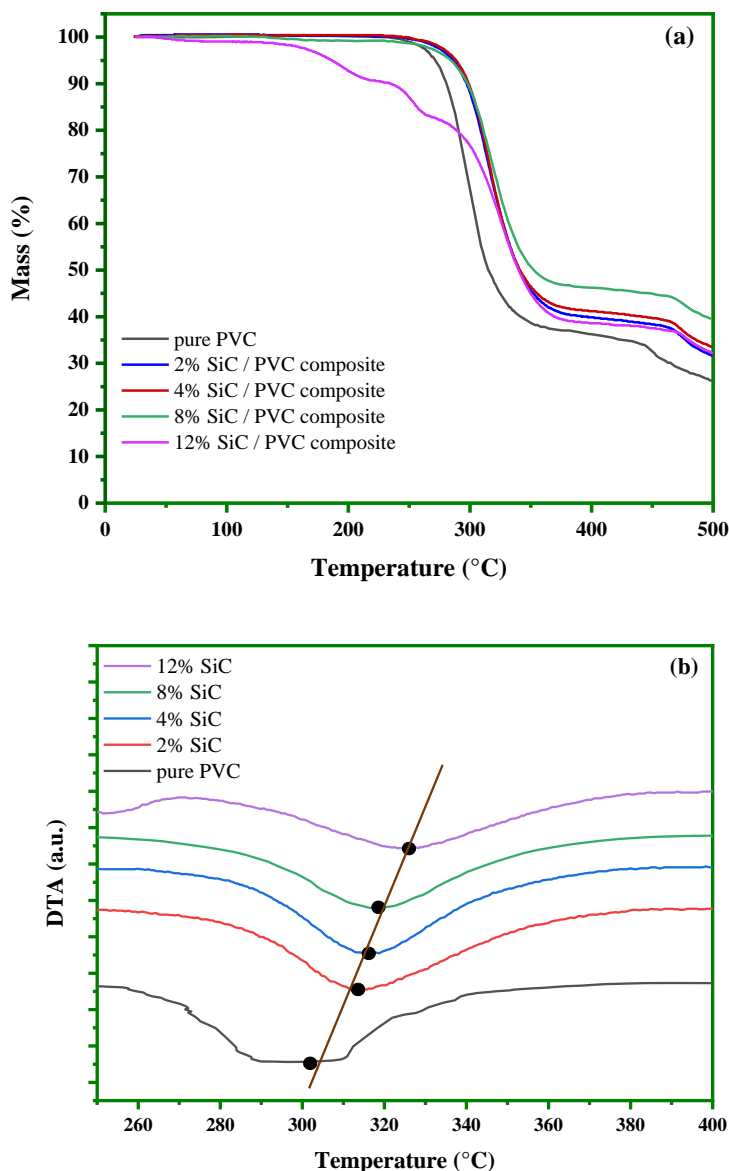 (a)
100
90
80
70
60
50
40
30
20
10
0
Mass (%)
pure PVC
2% SiC / PVC composite
4% SiC / PVC composite
8% SiC / PVC composite
12% SiC / PVC composite
0 100 200 300 400 500
Temperature (°C)
(b)
12% SiC
8% SiC
4% SiC
2% SiC
pure PVC
DTA (a.u.)
260 280 300 320 340 360 380 400
Temperature (°C)